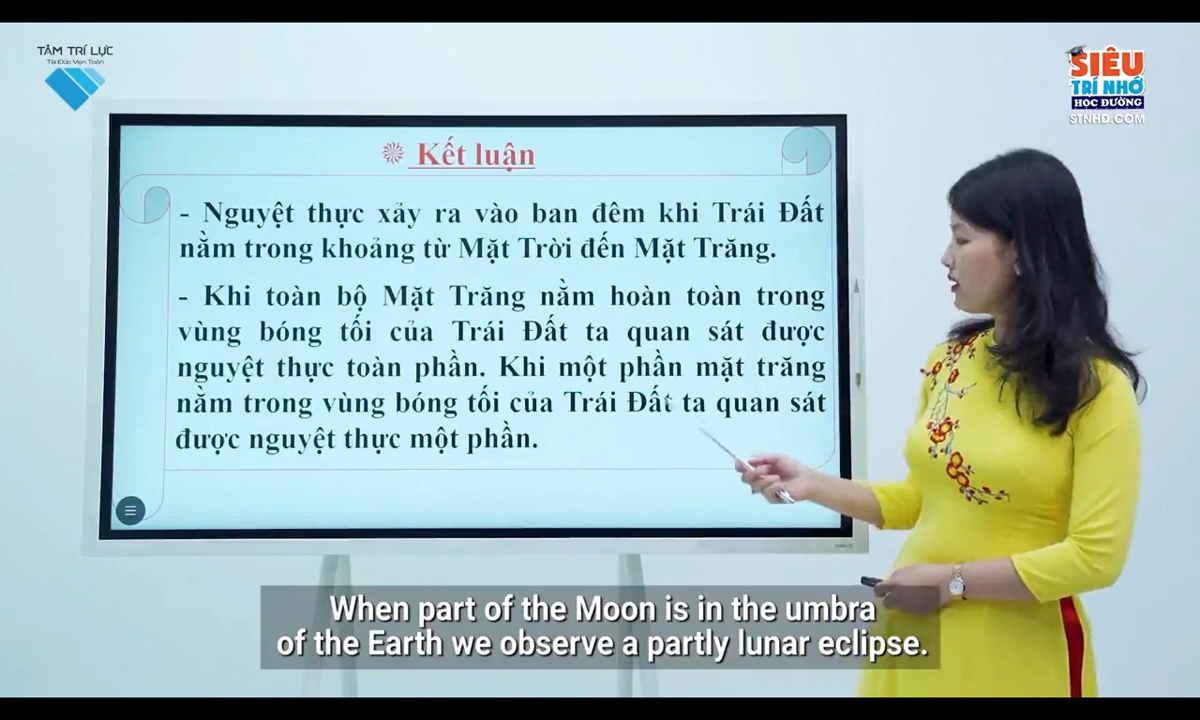 TÂM TRÍ LỰC
Tài Đức Vẹn Toàn
SIÊU
TRÍ NHỚ
HỌC ĐƯỜNG
STNHD.COM
Kết luận
- Nguyệt thực xảy ra vào ban đêm khi Trái Đất
nằm trong khoảng từ Mặt Trời đến Mặt Trăng.
- Khi toàn bộ Mặt Trăng nằm hoàn toàn trong
vùng bóng tối của Trái Đất ta quan sát được
nguyệt thực toàn phần. Khi một phần mặt trăng
nằm trong vùng bóng tối của Trái Đất ta quan sát
được nguyệt thực một phần.
When part of the Moon is in the umbra
of the Earth we observe a partly lunar eclipse.